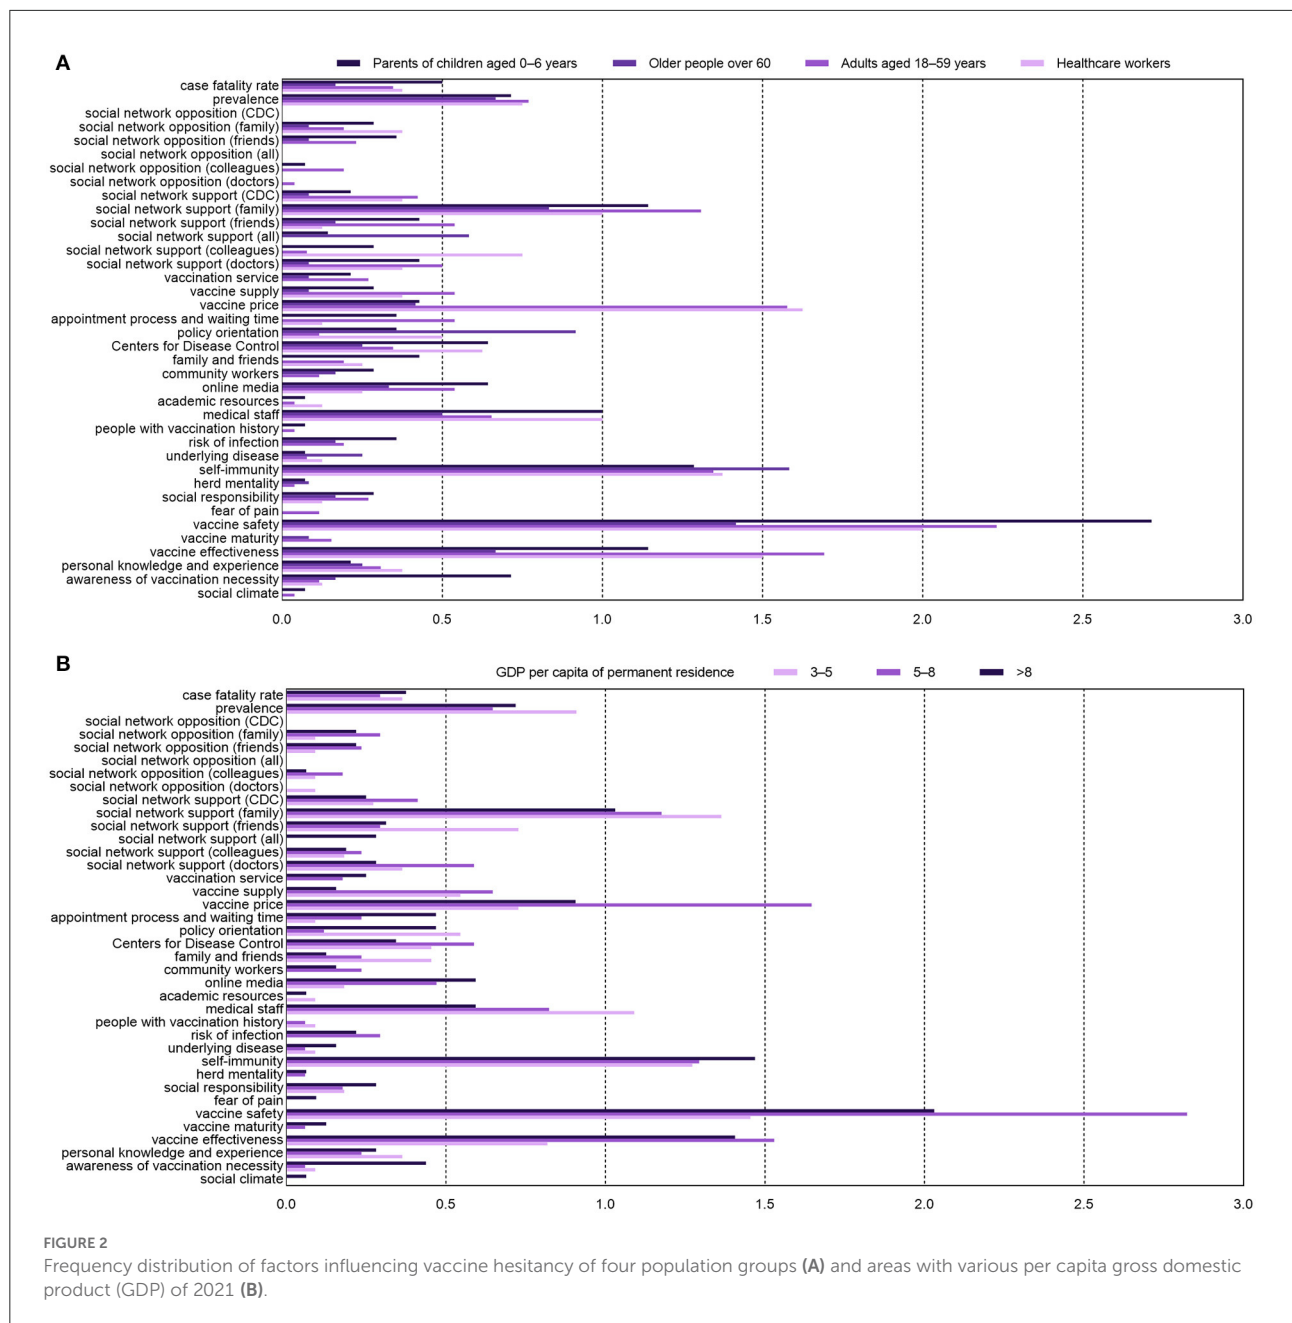 A
Parents of children aged 0–6 years Older people over 60 Adults aged 18–59 years Healthcare workers
case fatality rate
prevalence
social network opposition (CDC)
social network opposition (family)
social network opposition (friends)
social network opposition (all)
social network opposition (colleagues)
social network opposition (doctors)
social network support (CDC)
social network support (family)
social network support (friends)
social network support (all)
social network support (colleagues)
social network support (doctors)
vaccination service
vaccine supply
vaccine price
appointment process and waiting time
policy orientation
Centers for Disease Control
family and friends
community workers
online media
academic resources
medical staff
people with vaccination history
risk of infection
underlying disease
self-immunity
herd mentality
social responsibility
fear of pain
vaccine safety
vaccine maturity
vaccine effectiveness
personal knowledge and experience
awareness of vaccination necessity
social climate
0.0 0.5 1.0 1.5 2.0 2.5 3.0
B
GDP per capita of permanent residence 3–5 5–8 >8
case fatality rate
prevalence
social network opposition (CDC)
social network opposition (family)
social network opposition (friends)
social network opposition (all)
social network opposition (colleagues)
social network opposition (doctors)
social network support (CDC)
social network support (family)
social network support (friends)
social network support (all)
social network support (colleagues)
social network support (doctors)
vaccination service
vaccine supply
vaccine price
appointment process and waiting time
policy orientation
Centers for Disease Control
family and friends
community workers
online media
academic resources
medical staff
people with vaccination history
risk of infection
underlying disease
self-immunity
herd mentality
social responsibility
fear of pain
vaccine safety
vaccine maturity
vaccine effectiveness
personal knowledge and experience
awareness of vaccination necessity
social climate
0.0 0.5 1.0 1.5 2.0 2.5 3.0
FIGURE 2
Frequency distribution of factors influencing vaccine hesitancy of four population groups (A) and areas with various per capita gross domestic
product (GDP) of 2021 (B).